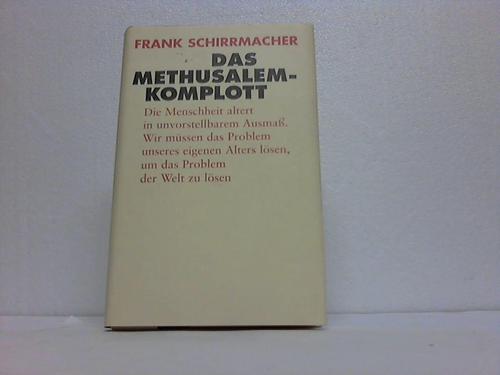 FRANK SCHIRRMACHER
DAS
METHUSALEM-
KOMPLOTT
Die Menschheit altert
in unvorstellbarem Ausmaß.
Wir müssen das Problem
unseres eigenen Alters lösen,
um das Problem
der Welt zu lösen